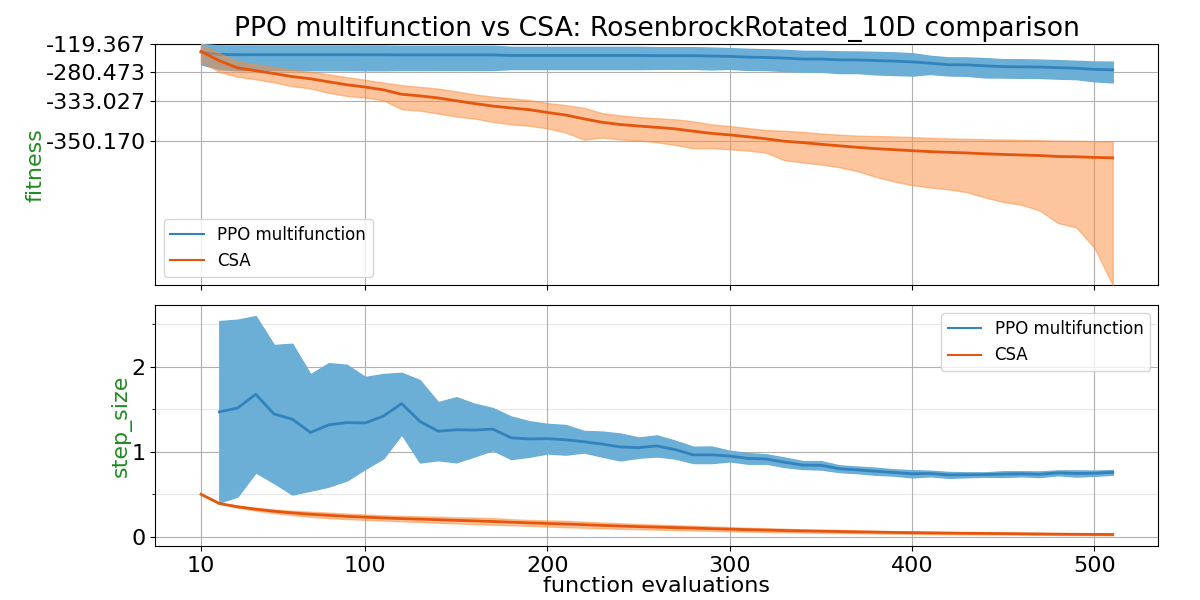 PPO multifunction vs CSA: RosenbrockRotated_10D comparison
-119.367
-280.473
-333.027
-350.170
fitness
PPO multifunction
CSA
PPO multifunction
CSA
2
1
0
step_size
10 100 200 300 400 500
function evaluations